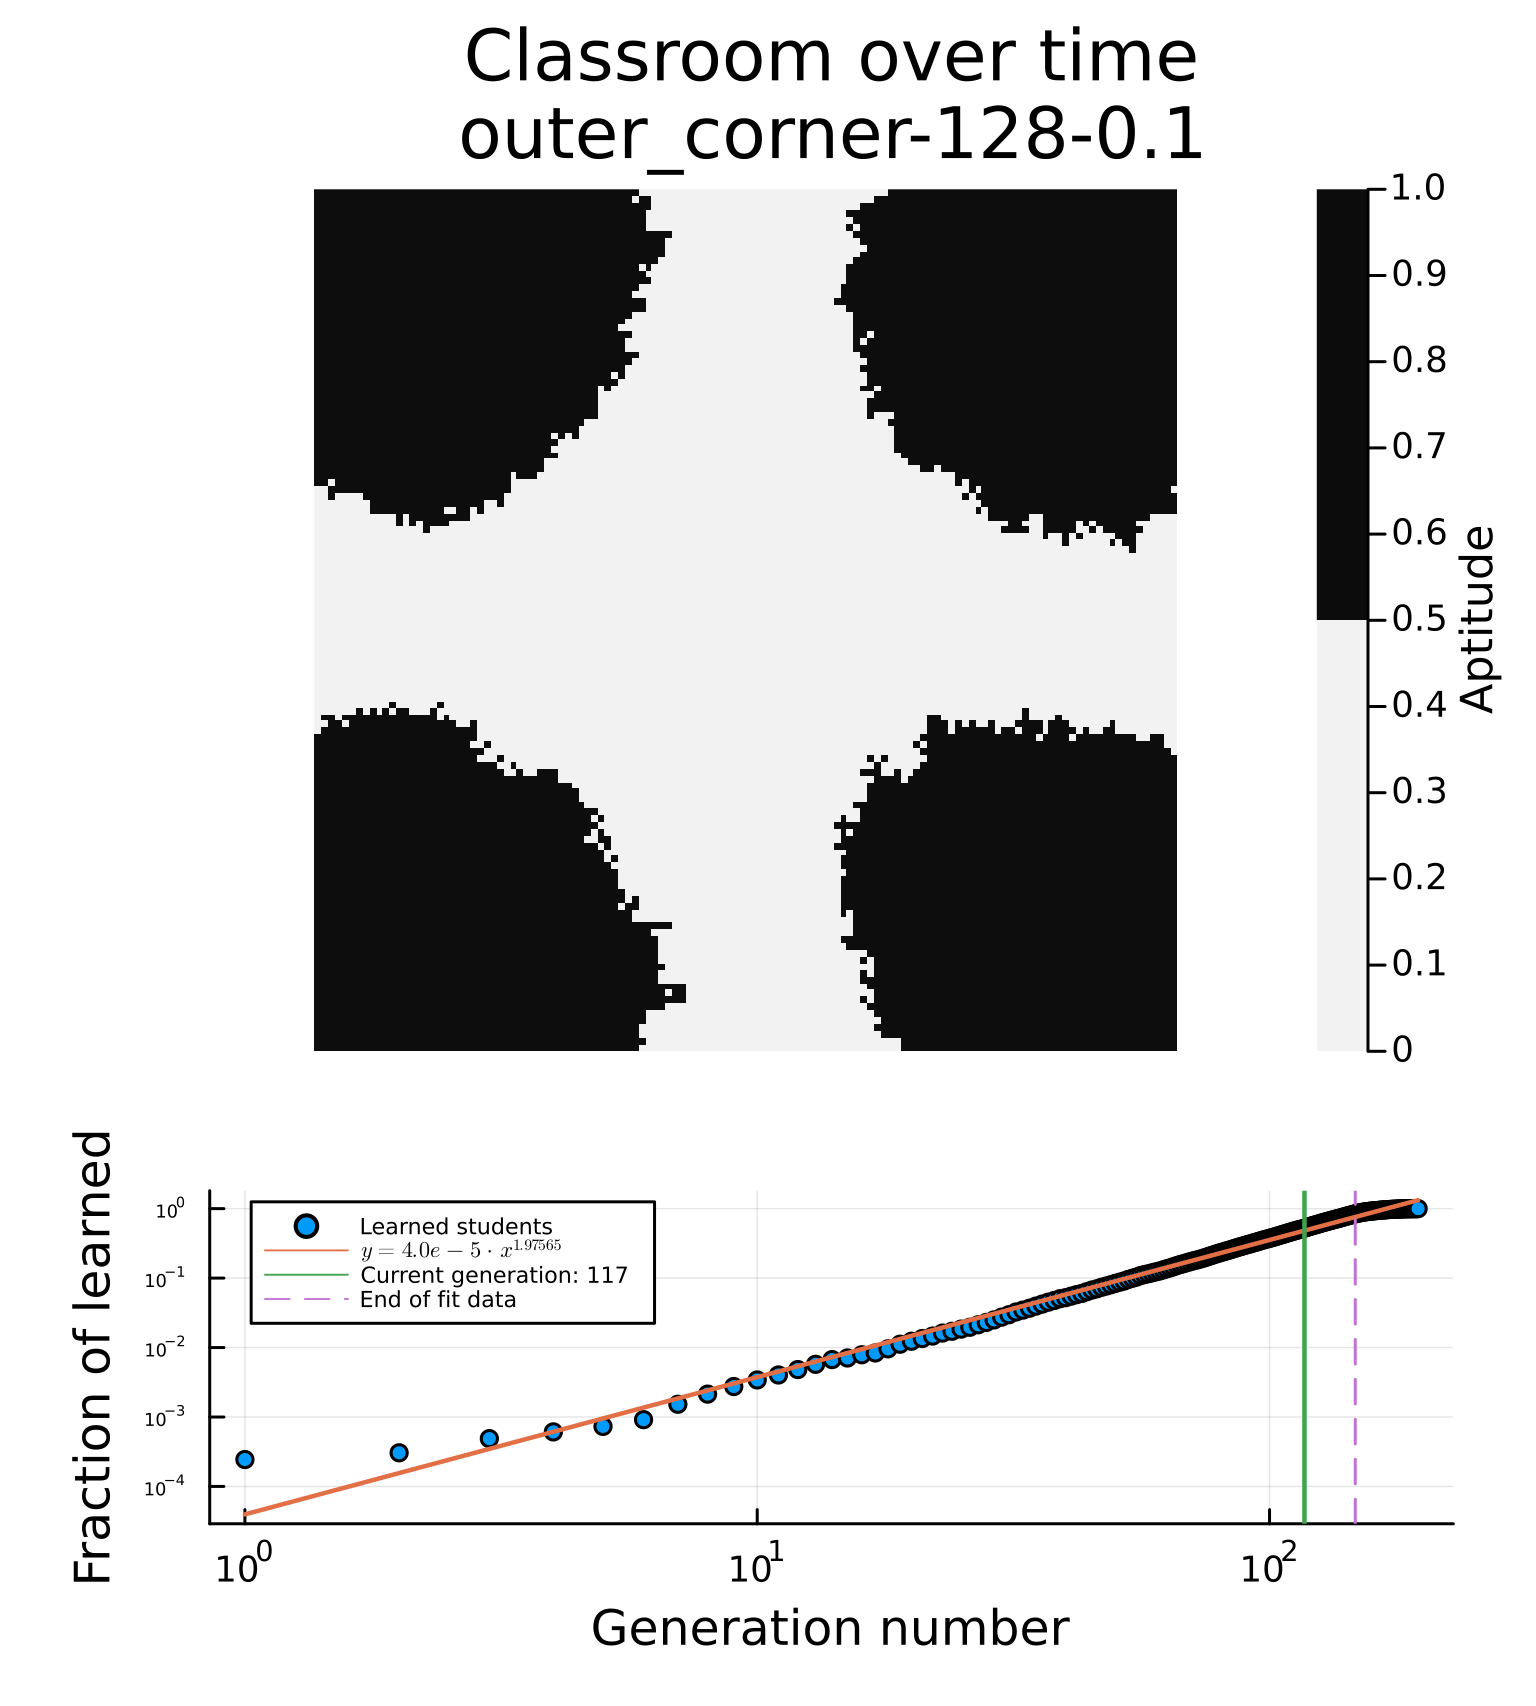 Classroom over time
outer_corner-128-0.1
1.0
0.9
0.8
0.7
0.6
0.5
0.4
0.3
0.2
0.1
0
Aptitude
Fraction of learned
10⁰
10⁻¹
10⁻²
10⁻³
10⁻⁴
Learned students
y = 4.0e − 5 · x^1.97565
Current generation: 117
End of fit data
10⁰
10¹
10²
Generation number